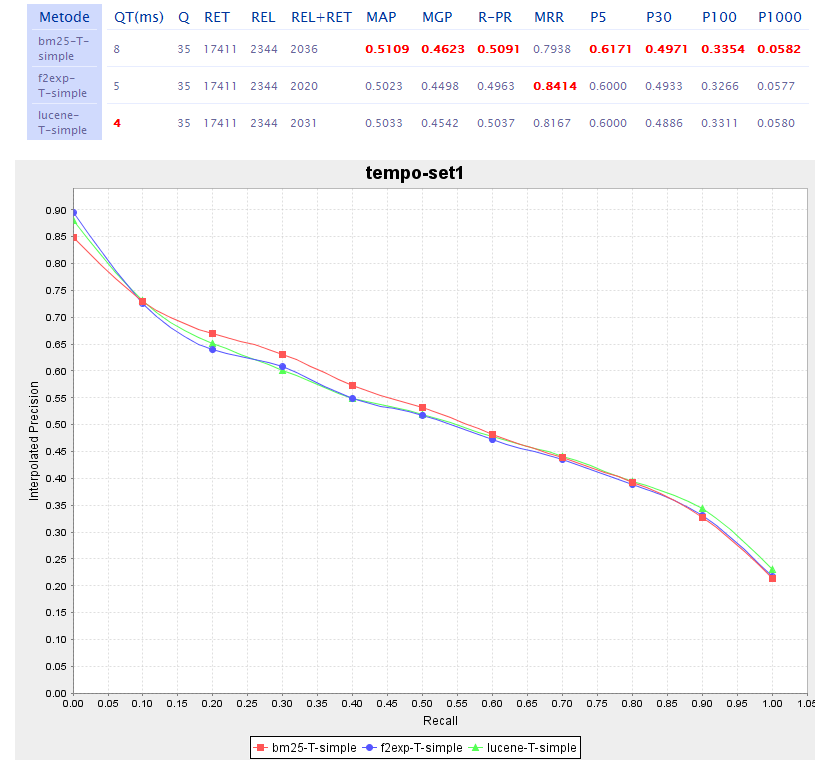 Metode QT(ms) Q RET REL REL+RET MAP MGP R-PR MRR P5 P30 P100 P1000
bm25-T-simple 8 35 17411 2344 2036 0.5109 0.4623 0.5091 0.7938 0.6171 0.4971 0.3354 0.0582
f2exp-T-simple 5 35 17411 2344 2020 0.5023 0.4498 0.4963 0.8414 0.6000 0.4933 0.3266 0.0577
lucene-T-simple 4 35 17411 2344 2031 0.5033 0.4542 0.5037 0.8167 0.6000 0.4886 0.3311 0.0580
tempo-set1
Interpolated Precision
0.90
0.85
0.80
0.75
0.70
0.65
0.60
0.55
0.50
0.45
0.40
0.35
0.30
0.25
0.20
0.15
0.10
0.05
0.00
0.00 0.05 0.10 0.15 0.20 0.25 0.30 0.35 0.40 0.45 0.50 0.55 0.60 0.65 0.70 0.75 0.80 0.85 0.90 0.95 1.00 1.05
Recall
bm25-T-simple f2exp-T-simple lucene-T-simple